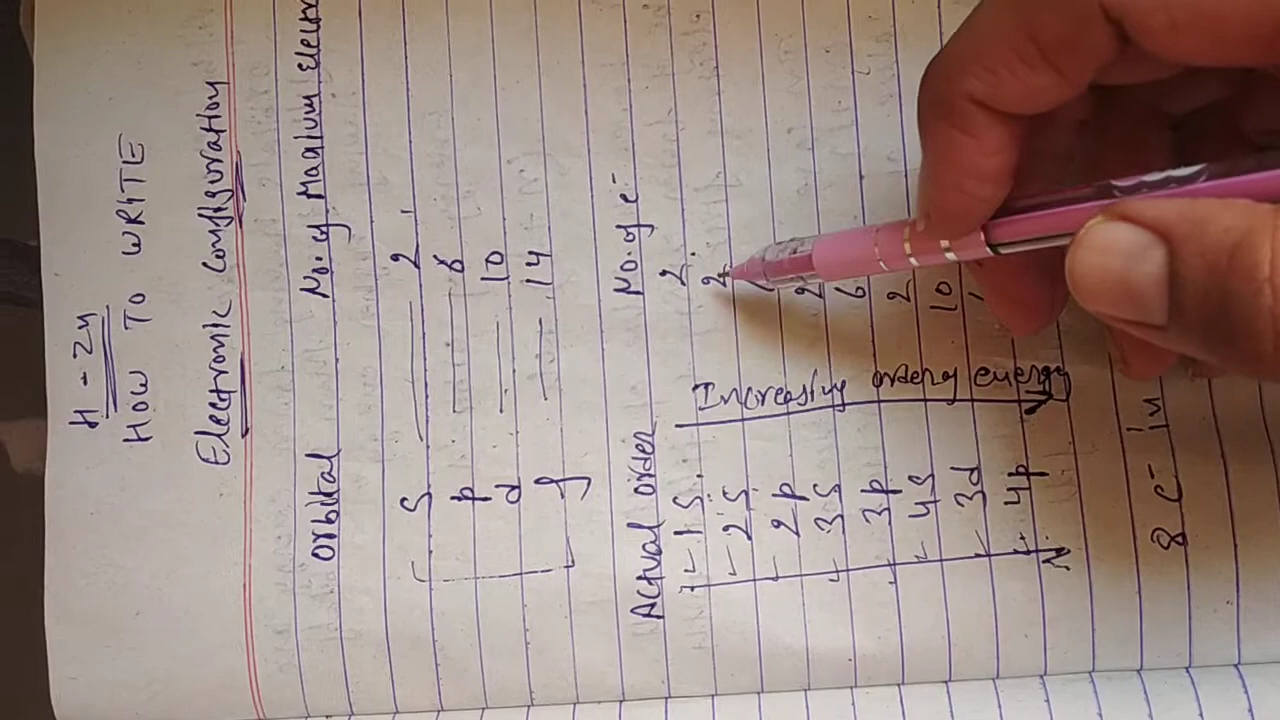 H - Zn
HOW TO WRITE
Electronic Configuration
Orbital No. of Maximum Electr
S — 2
p — 6
d — 10
f — 14
Actual order No. of e⁻
1S 2
2S 2
2p
3S 2
3p 6
4S 2
3d 10
4p
Increasing order of energy
8 e⁻ in